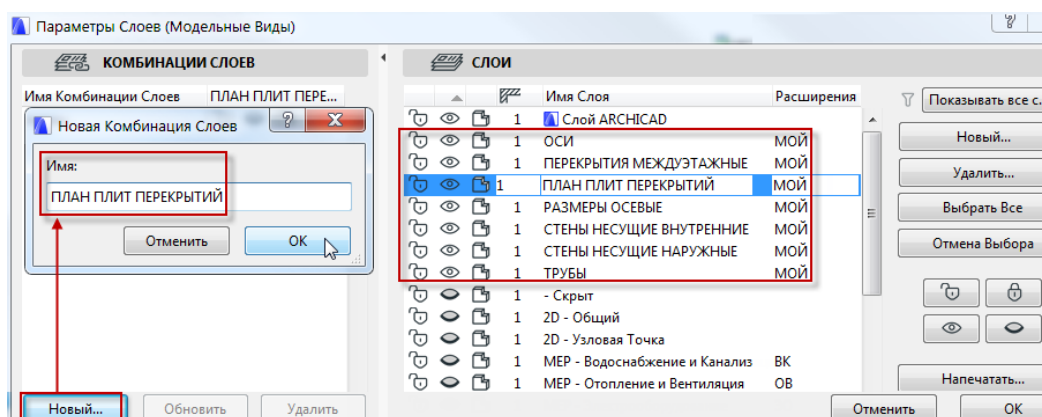 Параметры Слоев (Модельные Виды)
КОМБИНАЦИИ СЛОЕВ
Имя Комбинации Слоев ПЛАН ПЛИТ ПЕРЕ...
Новая Комбинация Слоев
Имя:
ПЛАН ПЛИТ ПЕРЕКРЫТИЙ
Отменить OK
Новый... Обновить Удалить
СЛОИ
Имя Слоя Расширения
1 Слой ARCHICAD
1 ОСИ МОЙ
1 ПЕРЕКРЫТИЯ МЕЖДУЭТАЖНЫЕ МОЙ
1 ПЛАН ПЛИТ ПЕРЕКРЫТИЙ МОЙ
1 РАЗМЕРЫ ОСЕВЫЕ МОЙ
1 СТЕНЫ НЕСУЩИЕ ВНУТРЕННИЕ МОЙ
1 СТЕНЫ НЕСУЩИЕ НАРУЖНЫЕ МОЙ
1 ТРУБЫ МОЙ
1 - Скрыт
1 2D - Общий
1 2D - Узловая Точка
1 МЕР - Водоснабжение и Канализ ВК
1 МЕР - Отопление и Вентиляция ОВ
Показывать все с...
Новый...
Удалить...
Выбрать Все
Отмена Выбора
Напечатать...
Отменить OK